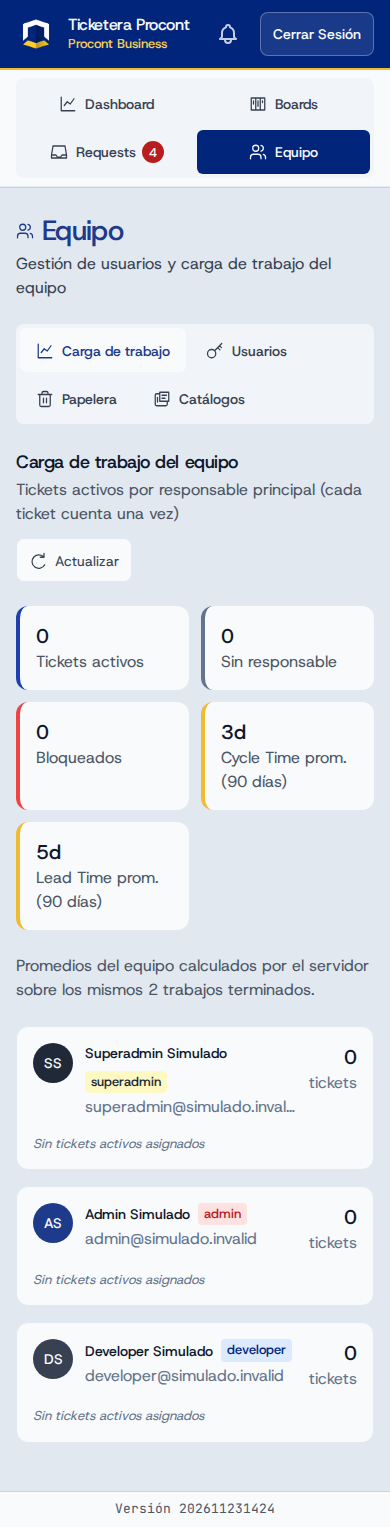 Ticketera Procont
Procont Business
Cerrar Sesión
Dashboard
Boards
Requests 4
Equipo
Equipo
Gestión de usuarios y carga de trabajo del
equipo
Carga de trabajo
Usuarios
Papelera
Catálogos
Carga de trabajo del equipo
Tickets activos por responsable principal (cada
ticket cuenta una vez)
Actualizar
0
Tickets activos
0
Sin responsable
0
Bloqueados
3d
Cycle Time prom.
(90 días)
5d
Lead Time prom.
(90 días)
Promedios del equipo calculados por el servidor
sobre los mismos 2 trabajos terminados.
SS
Superadmin Simulado
superadmin
superadmin@simulado.inval…
0
tickets
Sin tickets activos asignados
AS
Admin Simulado admin
admin@simulado.invalid
0
tickets
Sin tickets activos asignados
DS
Developer Simulado developer
developer@simulado.invalid
0
tickets
Sin tickets activos asignados
Versión 202611231424